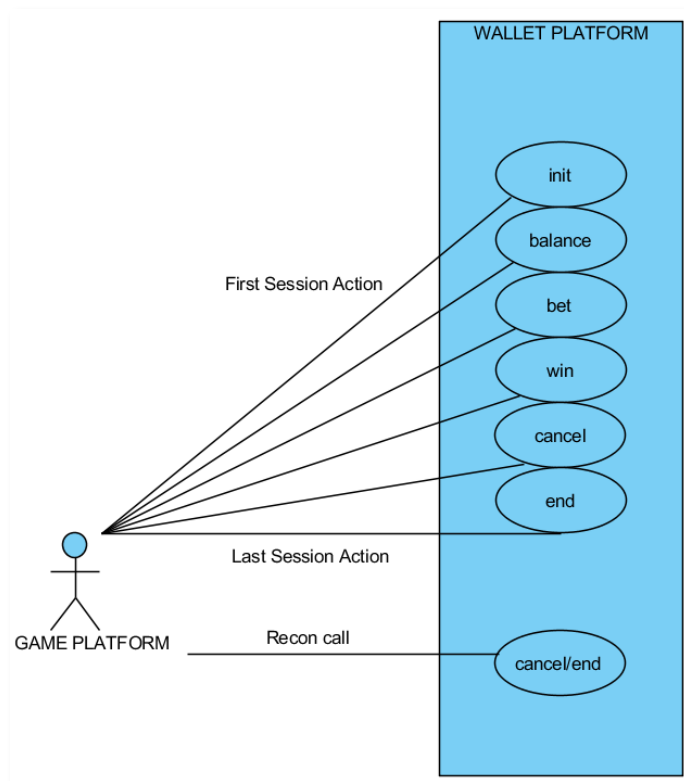 WALLET PLATFORM
init
balance
First Session Action
bet
win
cancel
end
Last Session Action
GAME PLATFORM
Recon call
cancel/end